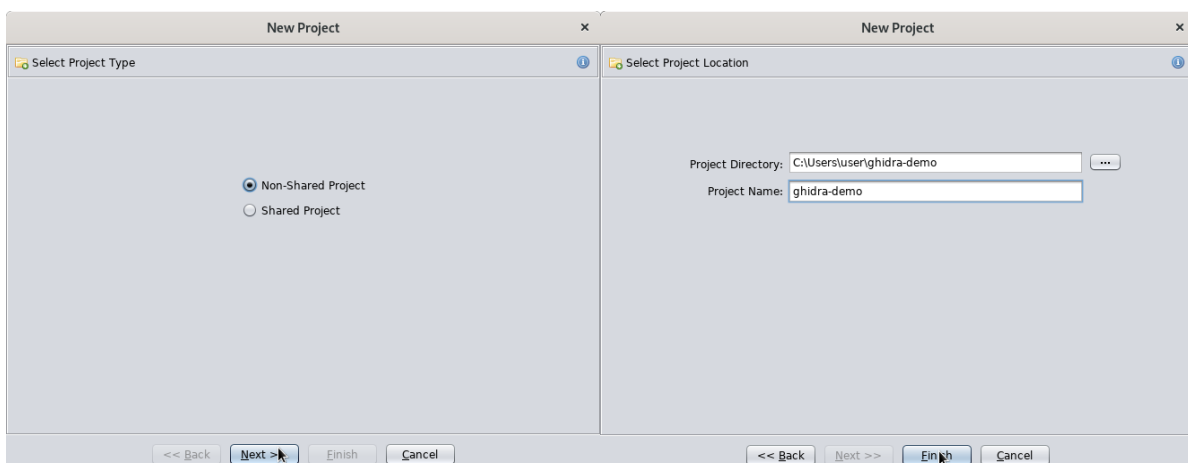 New Project
×
Select Project Type
Non-Shared Project
Shared Project
<< Back
Next >>
Finish
Cancel
New Project
×
Select Project Location
Project Directory: C:\Users\user\ghidra-demo
...
Project Name: ghidra-demo
<< Back
Next >>
Finish
Cancel